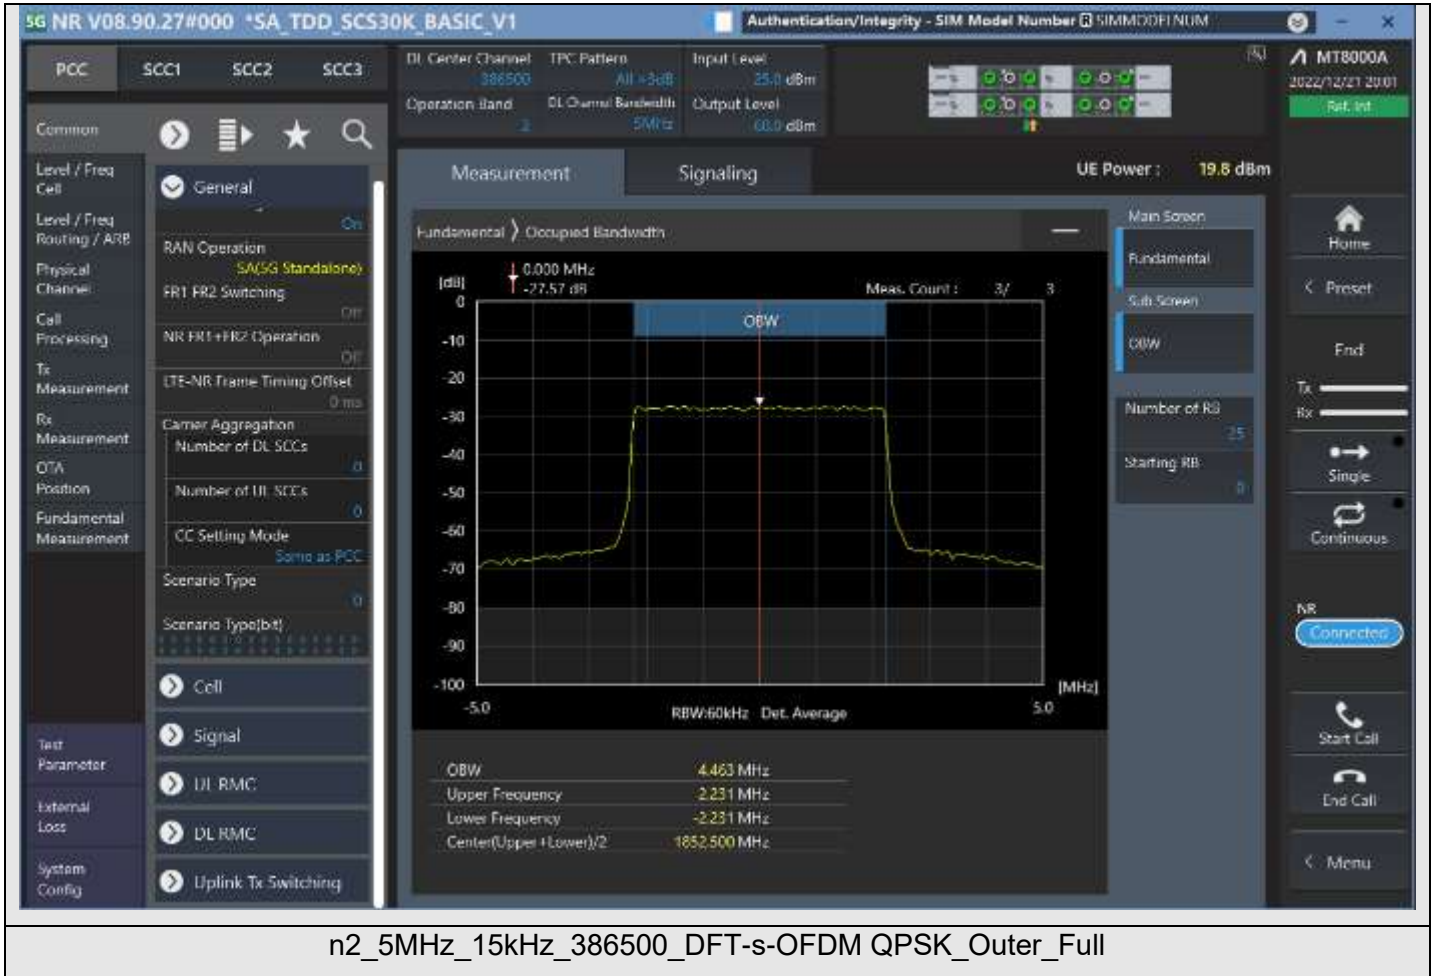 5G NR V08.90.27#000 *SA_TDD_SCS30K_BASIC_V1
Authentication/Integrity - SIM Model Number SIMMODELNUM
PCC SCC1 SCC2 SCC3
DL Center Channel
386500
TPC Pattern
All +3dB
Input Level
25.0 dBm
Operation Band
2
DL Channel Bandwidth
5MHz
Output Level
dBm
MT8000A
2022/12/21 20:01
Ref. Int
Common
Level / Freq
Cell
Level / Freq
Routing / ARB
Physical
Channel
Call
Processing
Tx
Measurement
Rx
Measurement
OTA
Position
Fundamental
Measurement
Test
Parameter
External
Loss
System
Config
General
On
RAN Operation
SA(5G Standalone)
FR1 FR2 Switching
Off
NR FR1+FR2 Operation
Off
LTE-NR Frame Timing Offset
0 ms
Carrier Aggregation
Number of DL SCCs
0
Number of UL SCCs
0
CC Setting Mode
Same as PCC
Scenario Type
0
Scenario Type(bit)
Cell
Signal
UL RMC
DL RMC
Uplink Tx Switching
Measurement Signaling
UE Power : 19.8 dBm
Fundamental Occupied Bandwidth
[dB]
0.000 MHz
-27.57 dB
Meas. Count : 3/ 3
OBW
0
-10
-20
-30
-40
-50
-60
-70
-80
-90
-100
[MHz]
-5.0
RBW:60kHz Det. Average
5.0
OBW 4.463 MHz
Upper Frequency 2.231 MHz
Lower Frequency -2.231 MHz
Center(Upper+Lower)/2 1852.500 MHz
Main Screen
Fundamental
Sub Screen
OBW
Number of RB
25
Starting RB
0
Home
< Preset
End
Tx
Rx
Single
Continuous
NR
Connected
Start Call
End Call
< Menu
n2_5MHz_15kHz_386500_DFT-s-OFDM QPSK_Outer_Full